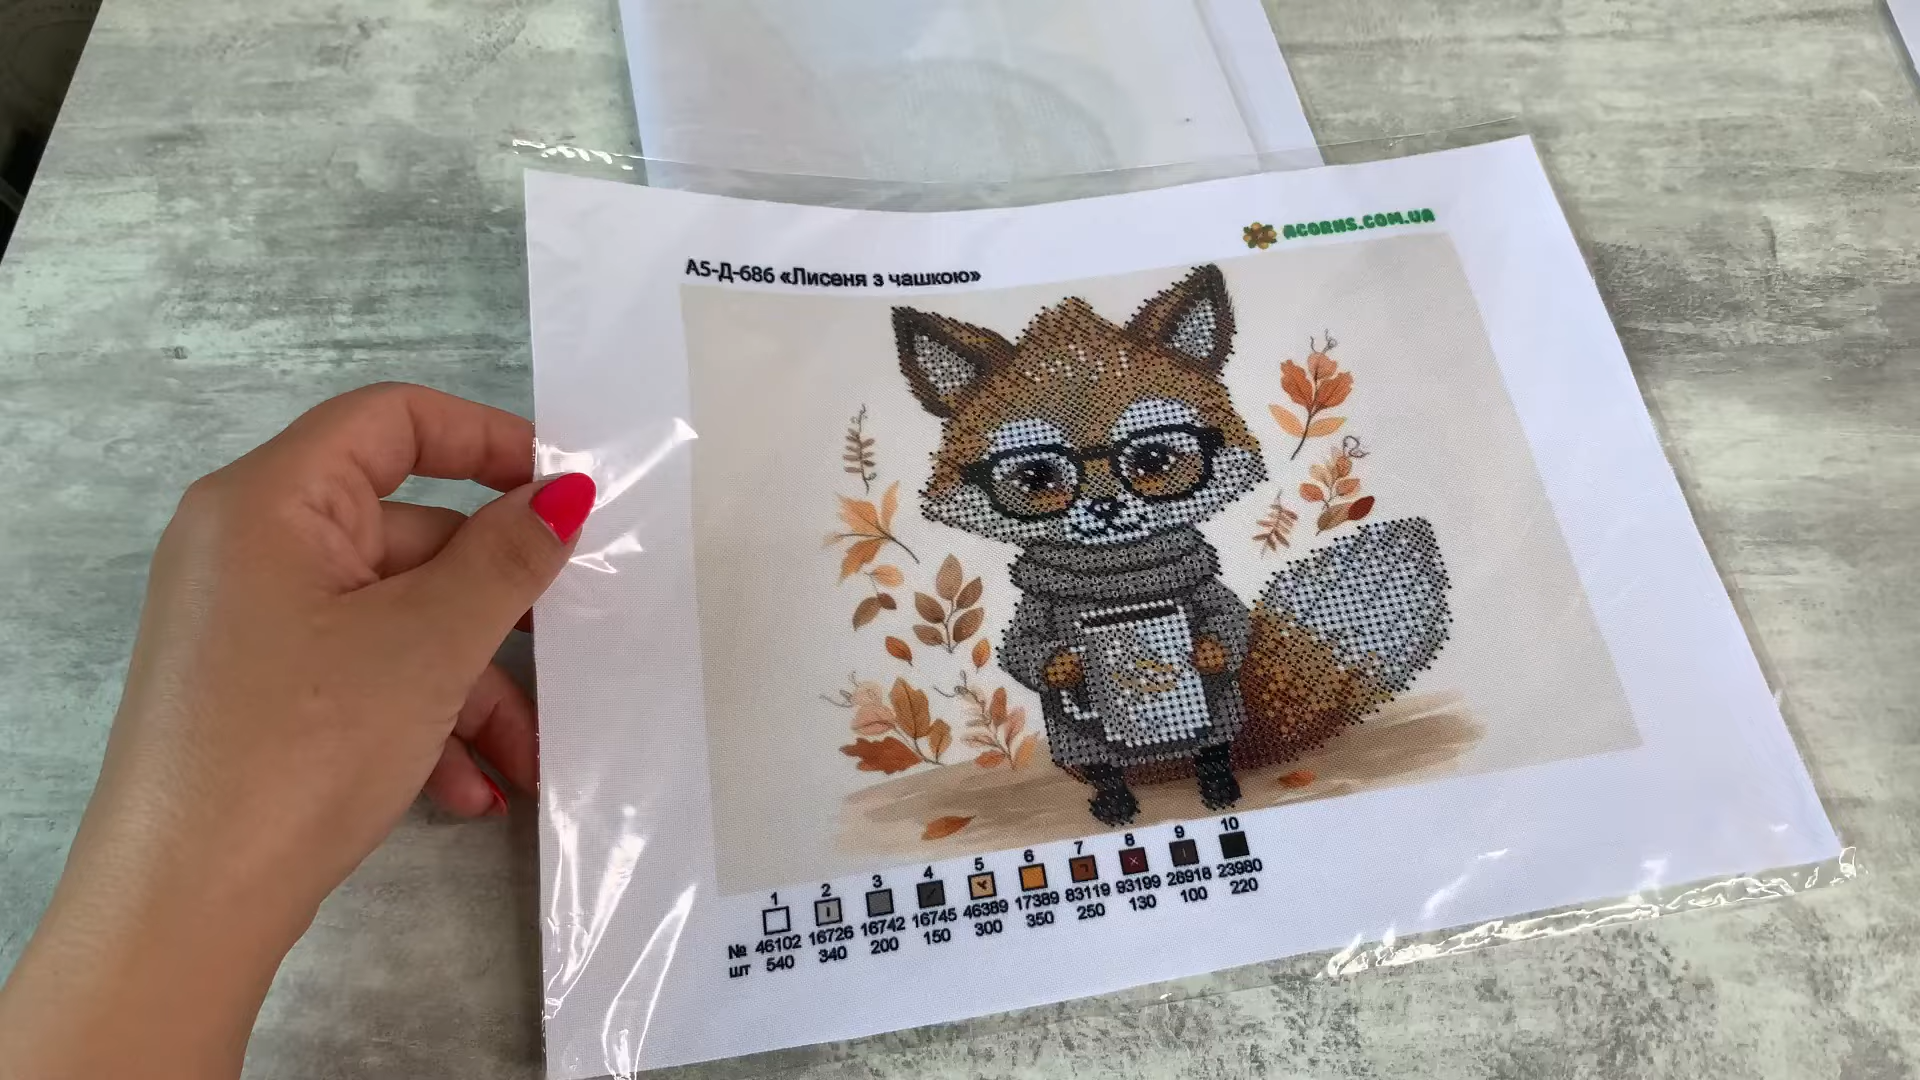 ACORNS.COM.UA
А5-Д-686 «Лисеня з чашкою»
1 2 3 4 5 6 7 8 9 10
№ 46102 16726 16742 16745 46389 17389 83119 93199 28918 23980
шт 540 340 200 150 300 350 250 130 100 220